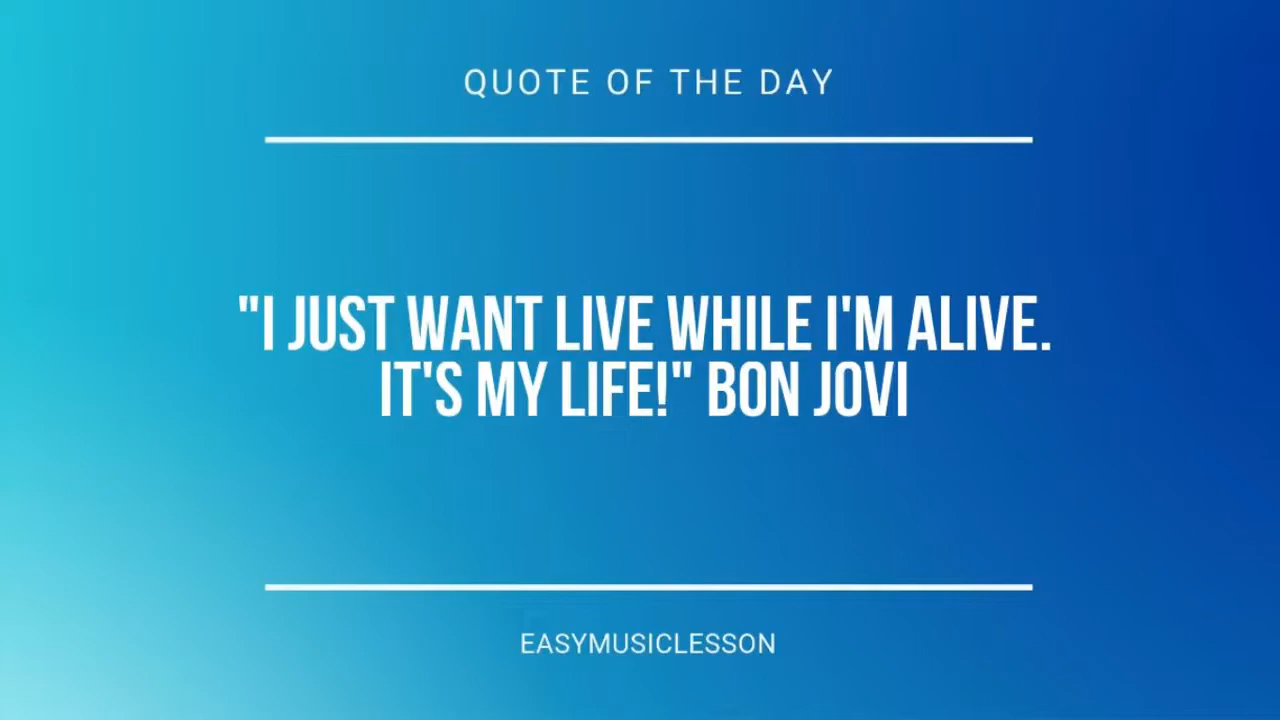 QUOTE OF THE DAY
"I JUST WANT LIVE WHILE I'M ALIVE.
IT'S MY LIFE!" BON JOVI
EASYMUSICLESSON